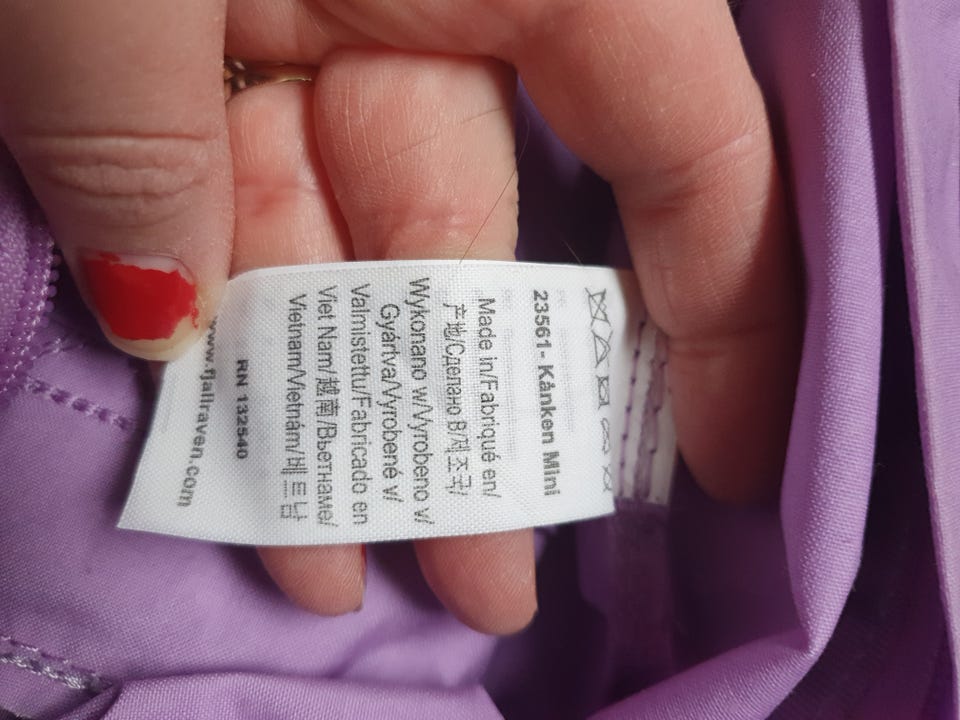 23561- Kånken Mini
Made in/Fabriqué en/
产地/Сделано в/제조국/
Wykonano w/Vyrobeno v/
Gyártva/Vyrobené v/
Valmistettu/Fabricado en
Viet Nam/越南/Вьетнаме/
Vietnam/Vietnám/베트남
RN 132540
www.fjallraven.com